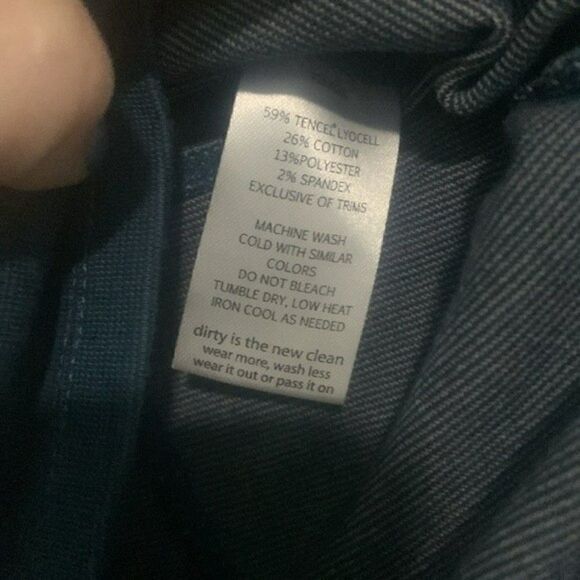 59% TENCEL® LYOCELL
26% COTTON
13%POLYESTER
2% SPANDEX
EXCLUSIVE OF TRIMS
MACHINE WASH
COLD WITH SIMILAR
COLORS
DO NOT BLEACH
TUMBLE DRY, LOW HEAT
IRON COOL AS NEEDED
dirty is the new clean
wear more, wash less
wear it out or pass it on